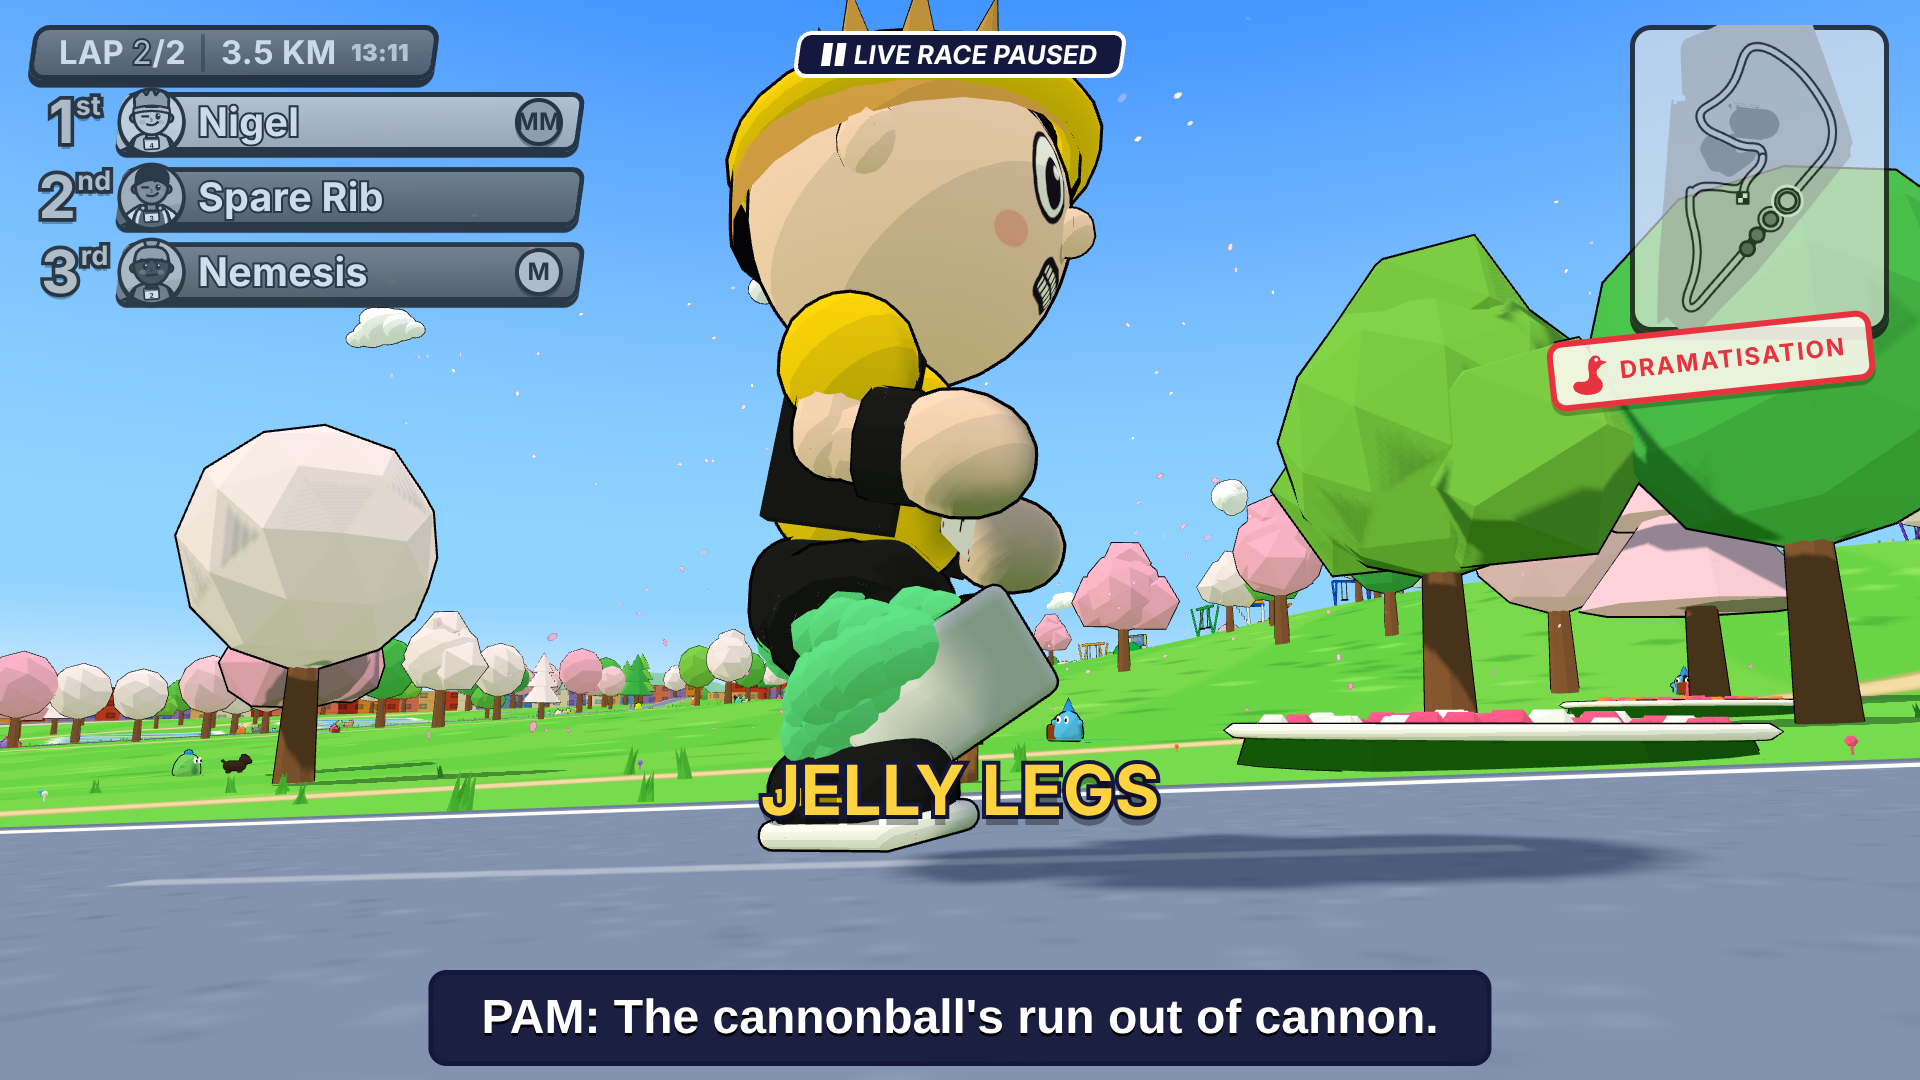 LAP 2/2 3.5 KM 13:11
LIVE RACE PAUSED
1st Nigel MM
2nd Spare Rib
3rd Nemesis M
DRAMATISATION
JELLY LEGS
PAM: The cannonball's run out of cannon.